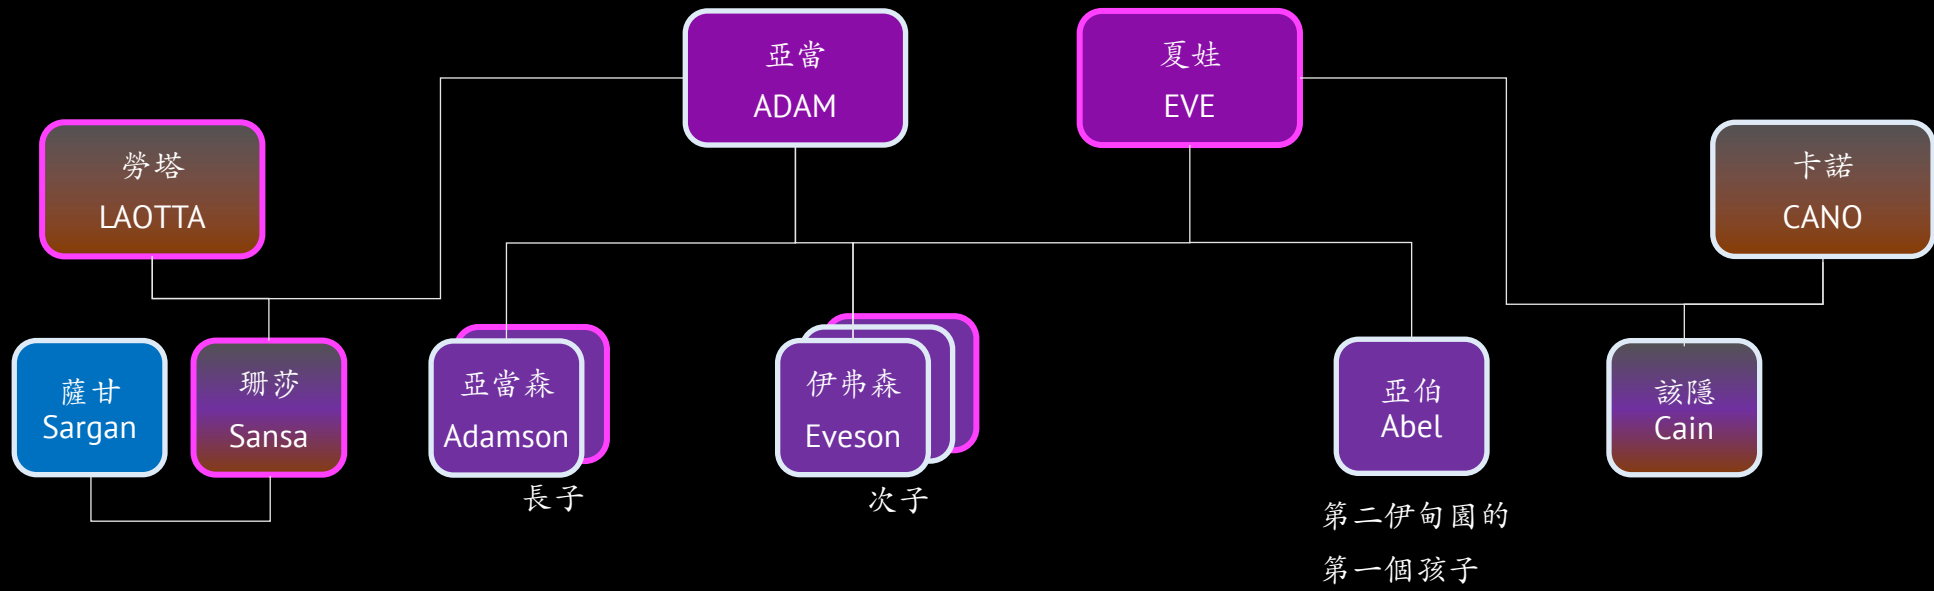 亞當
ADAM
夏娃
EVE
勞塔
LAOTTA
卡諾
CANO
薩甘
Sargan
珊莎
Sansa
亞當森
Adamson
長子
伊弗森
Eveson
次子
亞伯
Abel
第二伊甸園的
第一個孩子
該隱
Cain